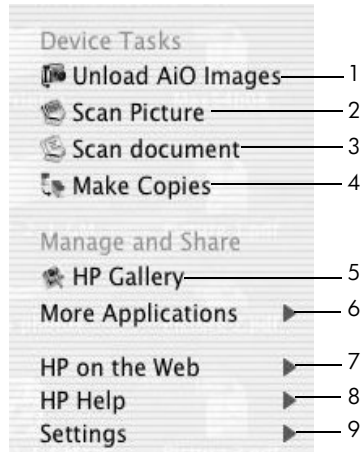 Device Tasks
Unload AiO Images 1
Scan Picture 2
Scan document 3
Make Copies 4
Manage and Share
HP Gallery 5
More Applications 6
HP on the Web 7
HP Help 8
Settings 9